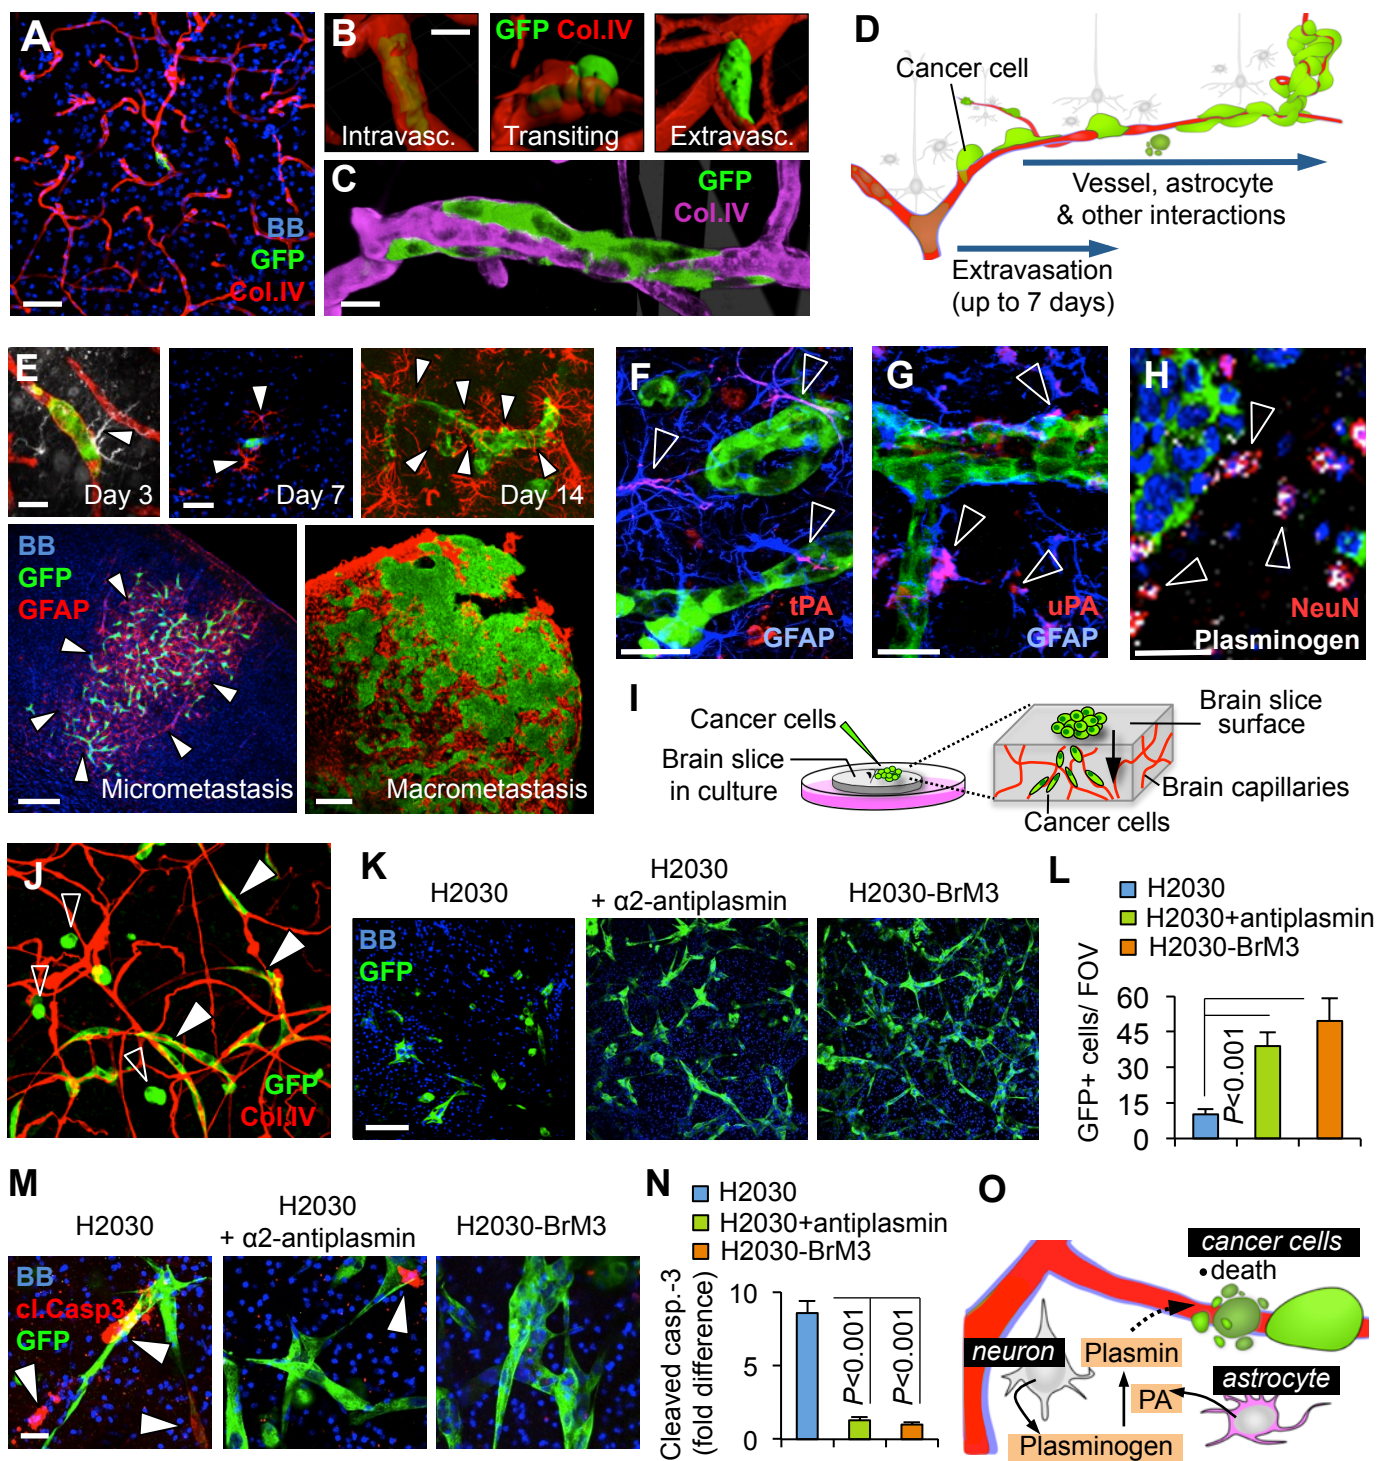 A
BB
GFP
Col.IV
B
GFP Col.IV
Intravasc.
Transiting
Extravasc.
C
GFP
Col.IV
D
Cancer cell
Vessel, astrocyte
& other interactions
Extravasation
(up to 7 days)
E
Day 3
Day 7
Day 14
BB
GFP
GFAP
Micrometastasis
Macrometastasis
F
tPA
GFAP
G
uPA
GFAP
H
NeuN
Plasminogen
I
Cancer cells
Brain slice
in culture
Brain slice
surface
Brain capillaries
Cancer cells
J
GFP
Col.IV
K
H2030
H2030
+ α2-antiplasmin
H2030-BrM3
BB
GFP
L
H2030
H2030+antiplasmin
H2030-BrM3
GFP+ cells/ FOV
60
45
30
15
0
P<0.001
M
H2030
H2030
+ α2-antiplasmin
H2030-BrM3
BB
cl.Casp3
GFP
N
H2030
H2030+antiplasmin
H2030-BrM3
Cleaved casp.-3
(fold difference)
10
5
0
P<0.001
P<0.001
O
cancer cells
•death
neuron
Plasmin
astrocyte
PA
Plasminogen